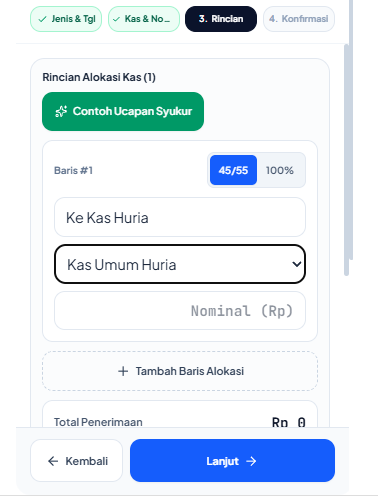 Jenis & Tgl
Kas & No...
3. Rincian
4. Konfirmasi
Rincian Alokasi Kas (1)
Contoh Ucapan Syukur
Baris #1
45/55
100%
Ke Kas Huria
Kas Umum Huria
Nominal (Rp)
Tambah Baris Alokasi
Total Penerimaan
Rp 0
Kembali
Lanjut